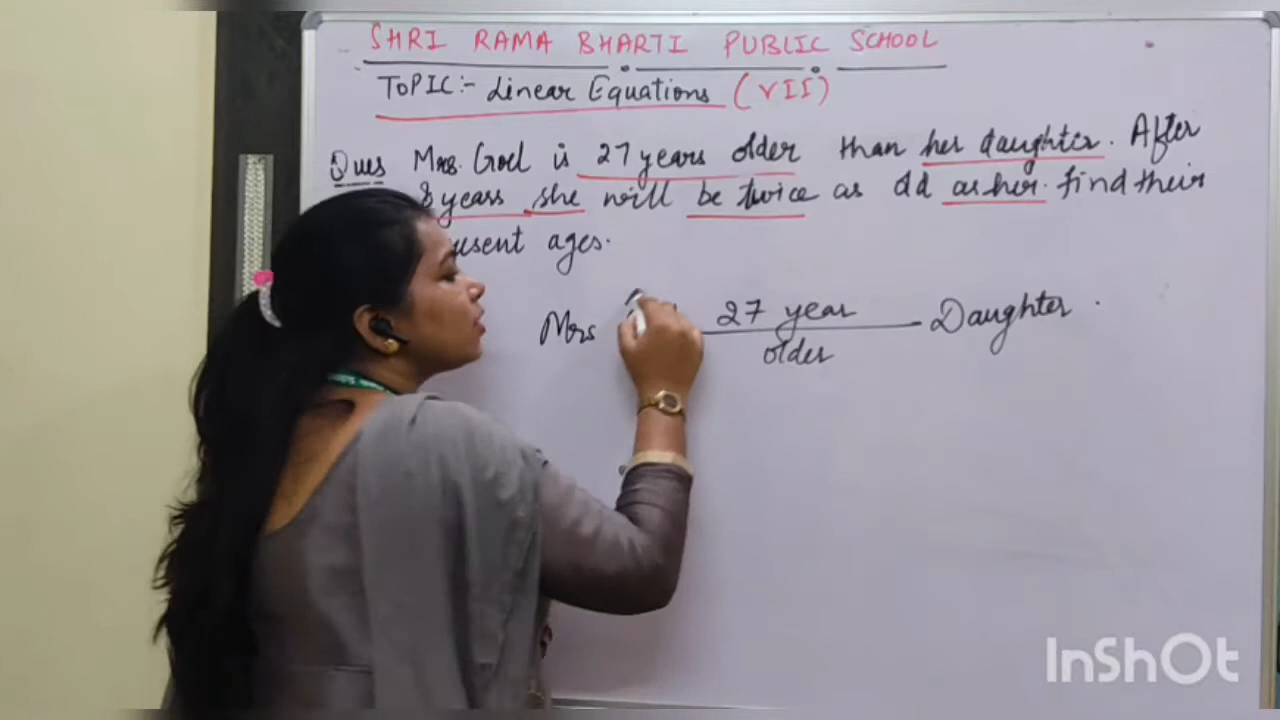 SHRI RAMA BHARTI PUBLIC SCHOOL
TOPIC:- Linear Equations (VII)
Ques Mrs. Goel is 27 years older than her daughter. After
8 years she will be twice as old as her. find their
ages.
Mrs 27 year Daughter.
older
InShOt